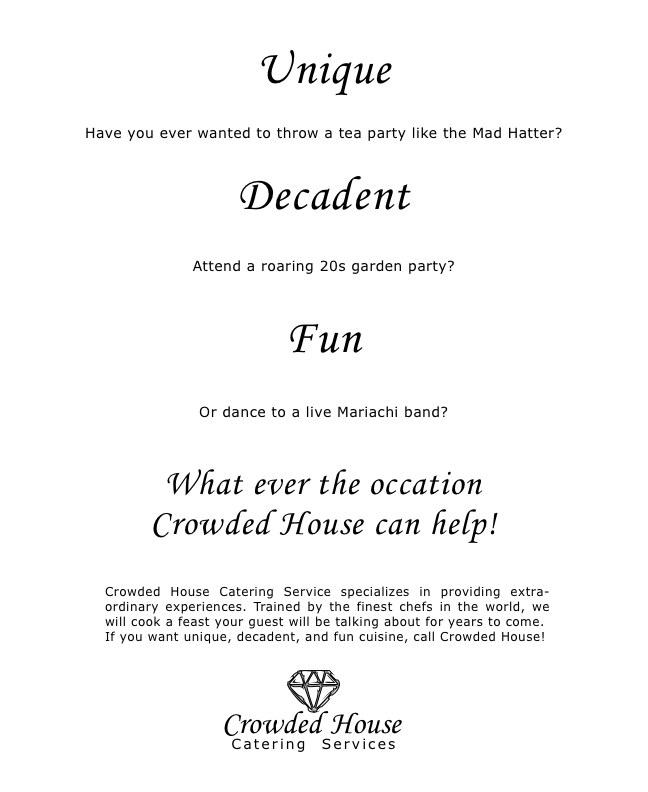 Unique
Have you ever wanted to throw a tea party like the Mad Hatter?
Decadent
Attend a roaring 20s garden party?
Fun
Or dance to a live Mariachi band?
What ever the occation
Crowded House can help!
Crowded House Catering Service specializes in providing extra-
ordinary experiences. Trained by the finest chefs in the world, we
will cook a feast your guest will be talking about for years to come.
If you want unique, decadent, and fun cuisine, call Crowded House!
Crowded House
Catering Services